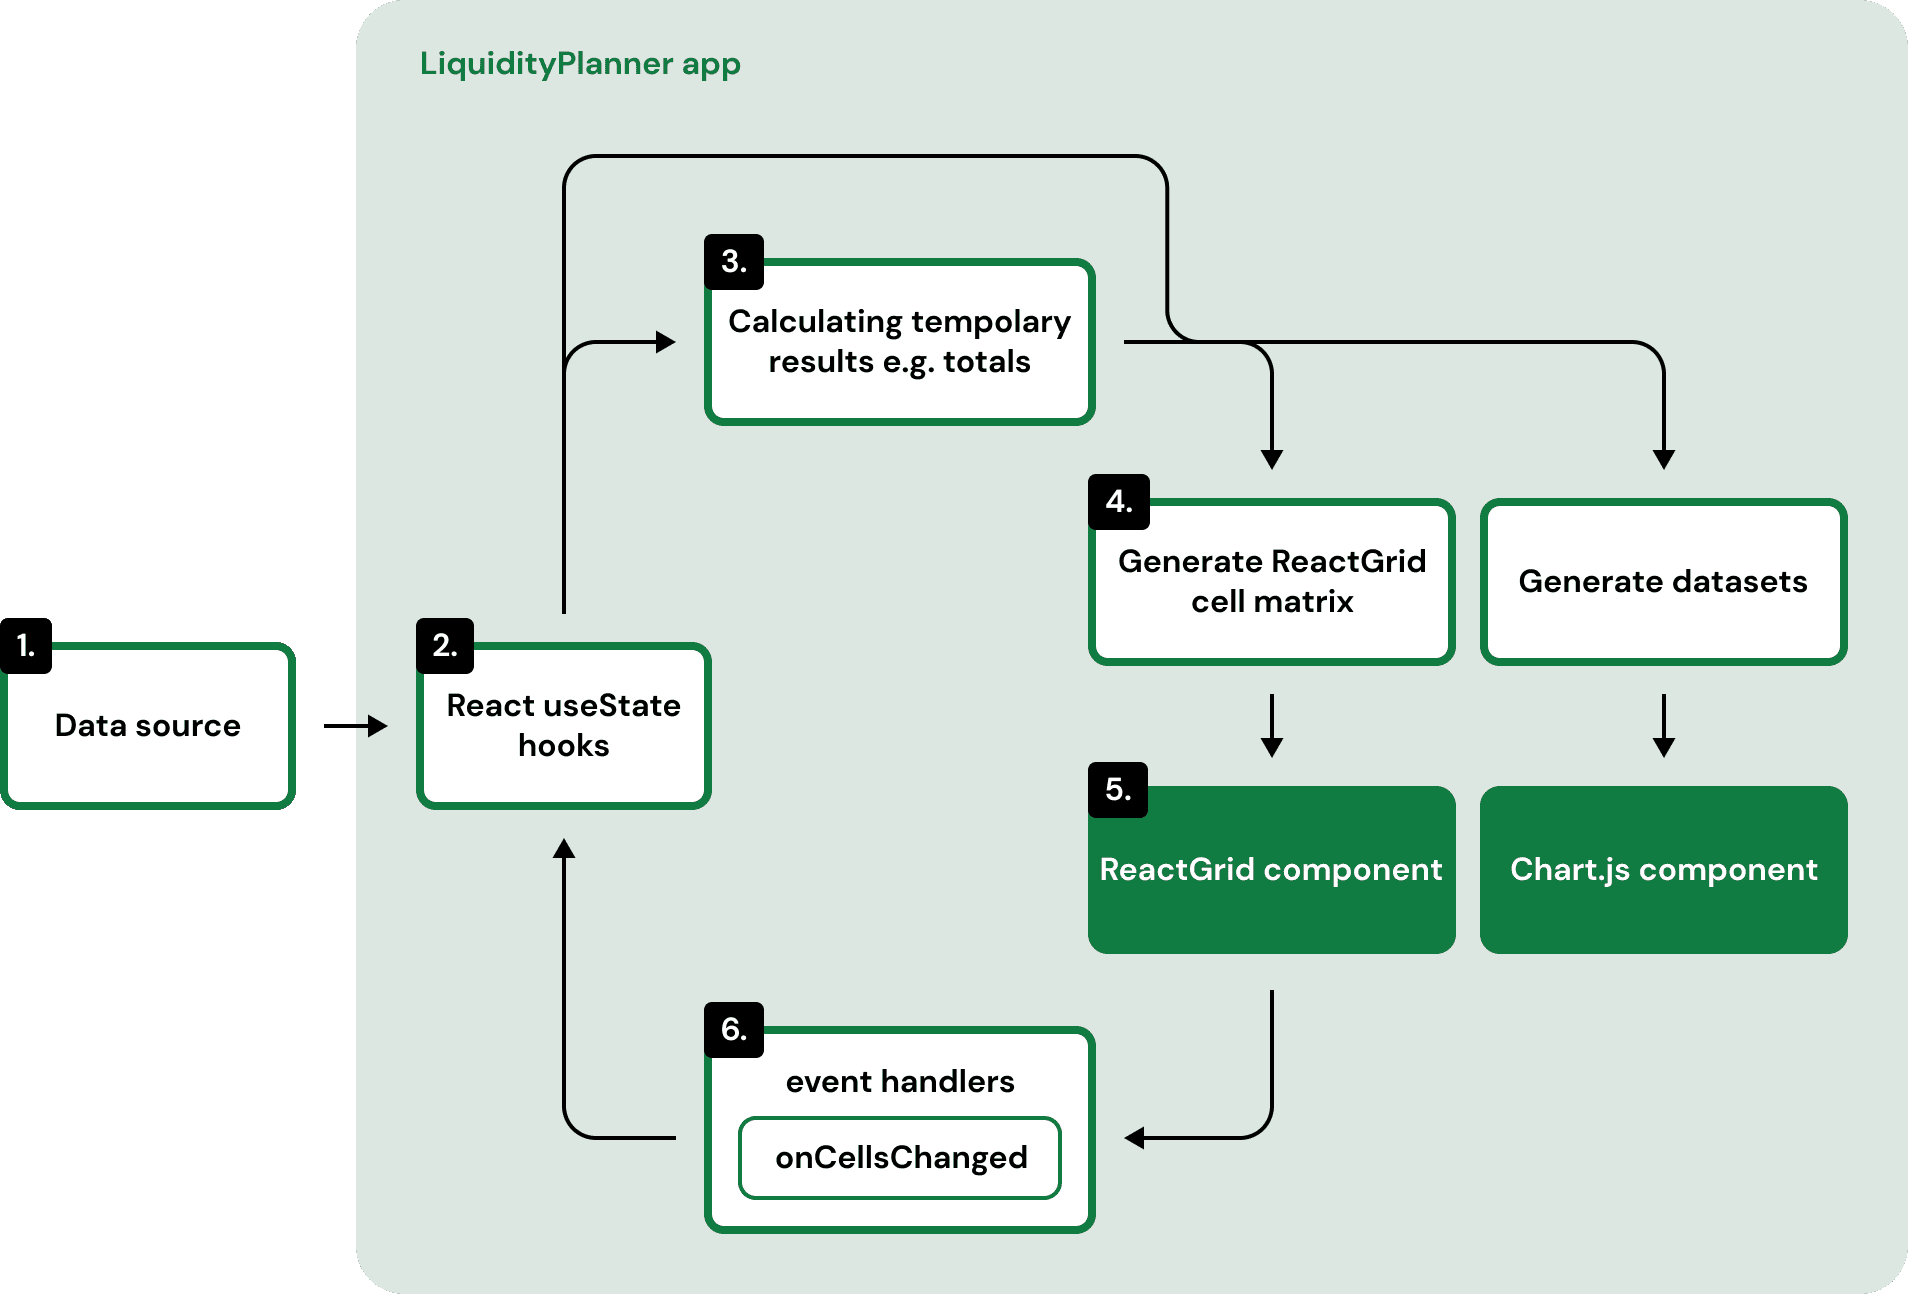 LiquidityPlanner app
3.
Calculating tempolary
results e.g. totals
4.
Generate ReactGrid
cell matrix
Generate datasets
1.
Data source
2.
React useState
hooks
5.
ReactGrid component
Chart.js component
6.
event handlers
onCellsChanged